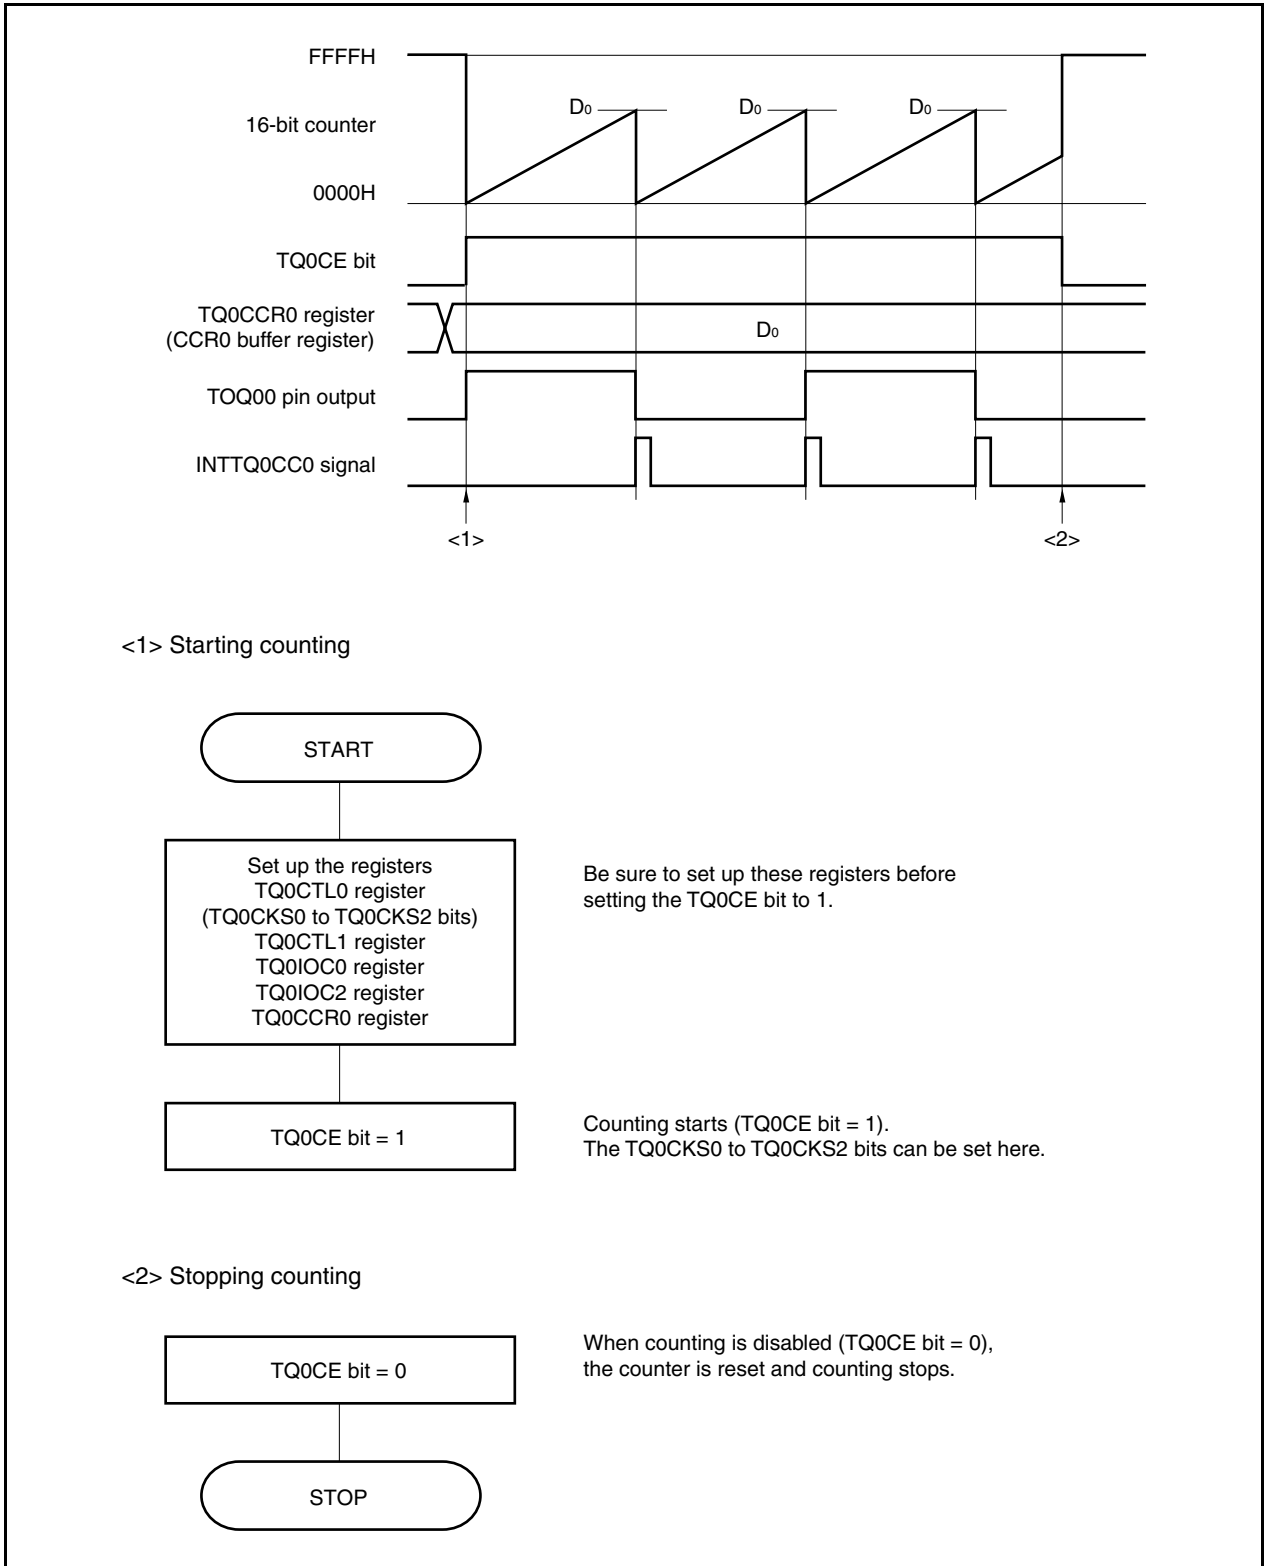 FFFFH
D0 D0 D0
16-bit counter
0000H
TQ0CE bit
TQ0CCR0 register
(CCR0 buffer register)
D0
TOQ00 pin output
INTTQ0CC0 signal
<1> <2>
<1> Starting counting
START
Set up the registers
TQ0CTL0 register
(TQ0CKS0 to TQ0CKS2 bits)
TQ0CTL1 register
TQ0IOC0 register
TQ0IOC2 register
TQ0CCR0 register
Be sure to set up these registers before
setting the TQ0CE bit to 1.
TQ0CE bit = 1
Counting starts (TQ0CE bit = 1).
The TQ0CKS0 to TQ0CKS2 bits can be set here.
<2> Stopping counting
TQ0CE bit = 0
When counting is disabled (TQ0CE bit = 0),
the counter is reset and counting stops.
STOP